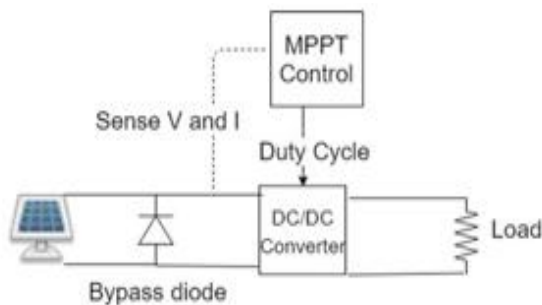 MPPT
Control
Sense V and I
Duty Cycle
DC/DC
Converter
Load
Bypass diode